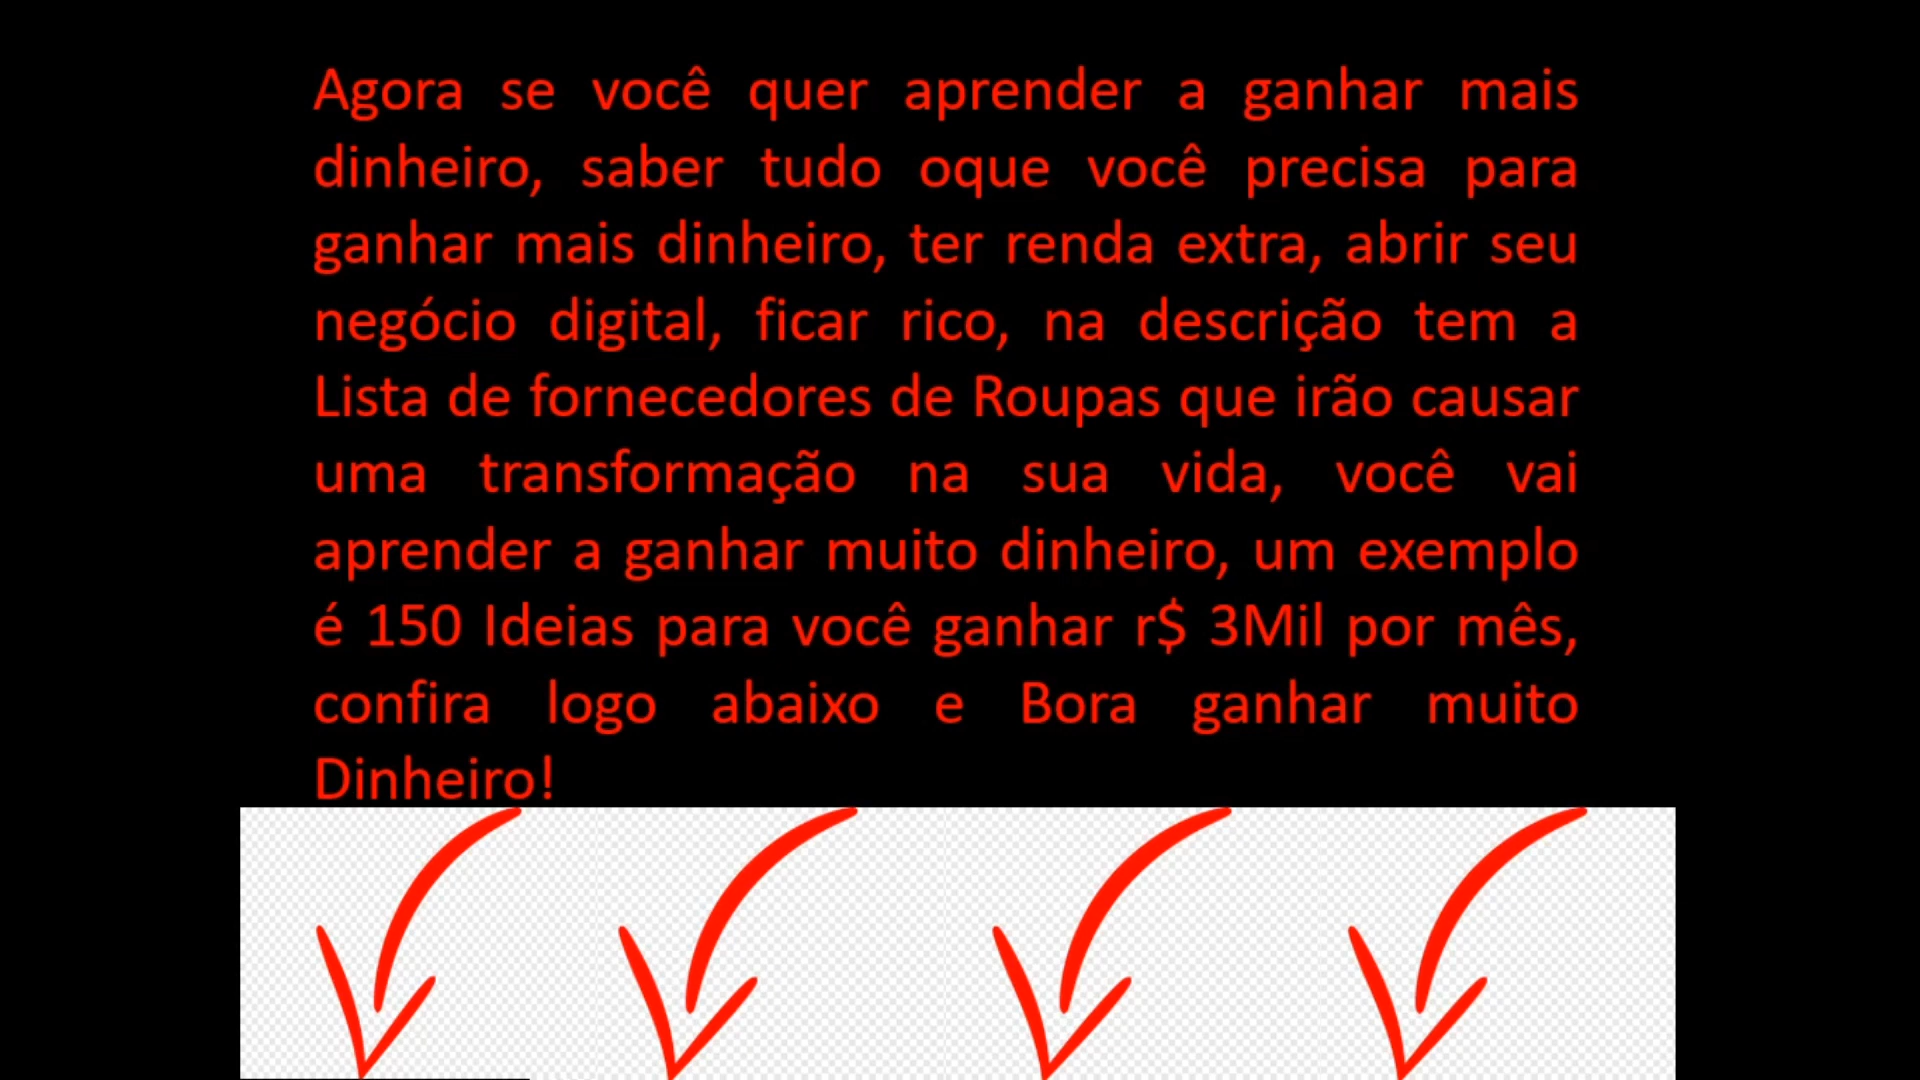 Agora se você quer aprender a ganhar mais
dinheiro, saber tudo oque você precisa para
ganhar mais dinheiro, ter renda extra, abrir seu
negócio digital, ficar rico, na descrição tem a
Lista de fornecedores de Roupas que irão causar
uma transformação na sua vida, você vai
aprender a ganhar muito dinheiro, um exemplo
é 150 Ideias para você ganhar r$ 3Mil por mês,
confira logo abaixo e Bora ganhar muito
Dinheiro!